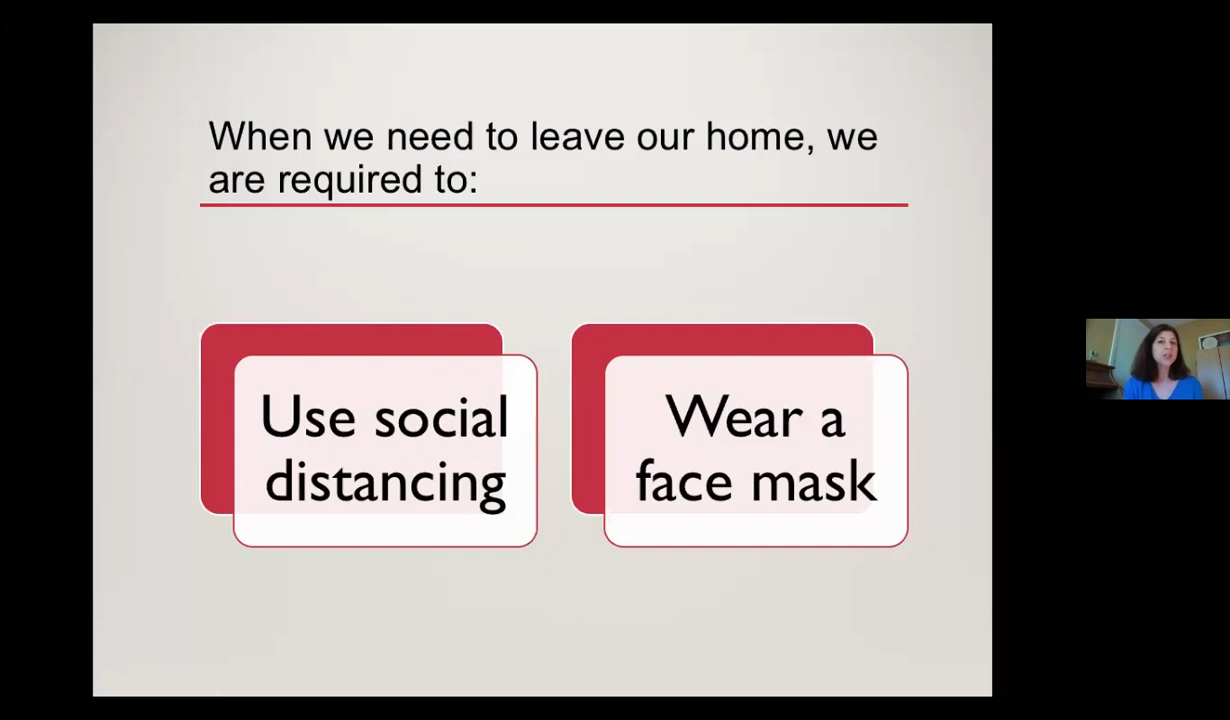 When we need to leave our home, we
are required to:
Use social
distancing
Wear a
face mask